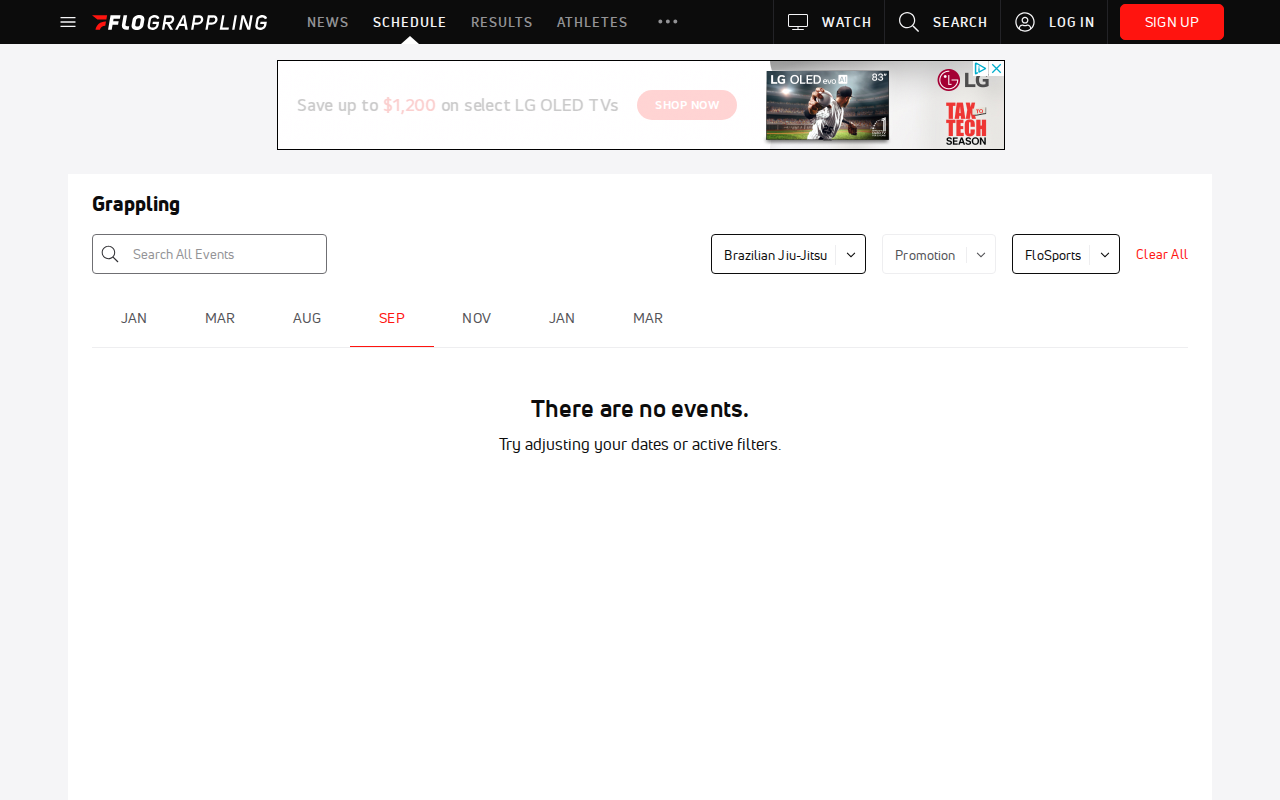 FLOGRAPPLING
NEWS
SCHEDULE
RESULTS
ATHLETES
WATCH
SEARCH
LOG IN
SIGN UP
Save up to $1,200 on select LG OLED TVs
SHOP NOW
LG OLED evo AI 83"
LG
TAX TO TECH SEASON
Grappling
Search All Events
Brazilian Jiu-Jitsu
Promotion
FloSports
Clear All
JAN MAR AUG SEP NOV JAN MAR
There are no events.
Try adjusting your dates or active filters.